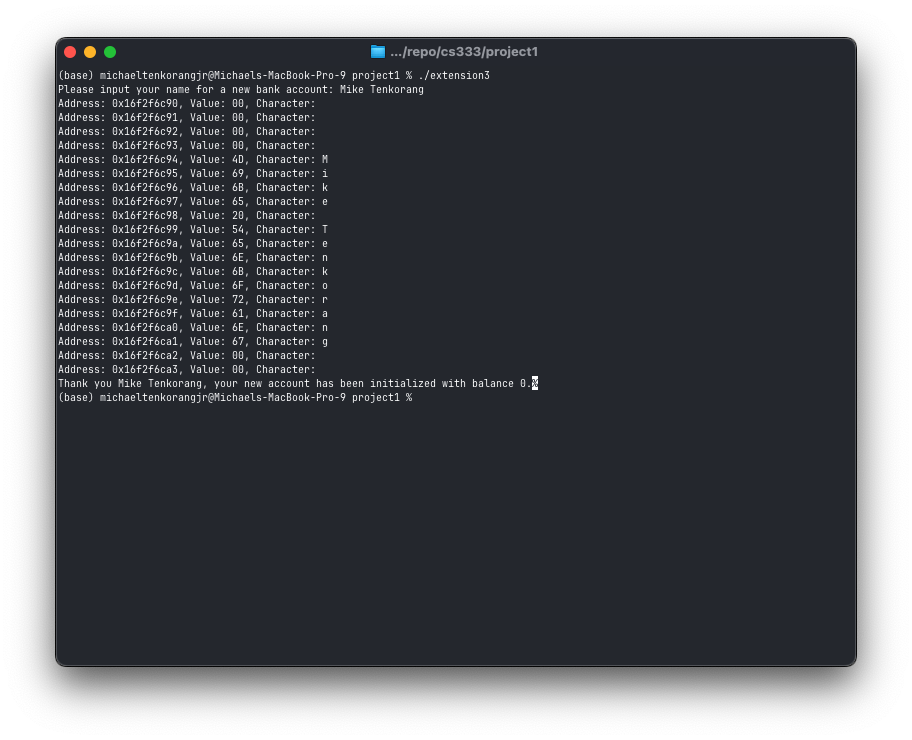 .../repo/cs333/project1
(base) michaeltenkorangjr@Michaels-MacBook-Pro-9 project1 % ./extension3
Please input your name for a new bank account: Mike Tenkorang
Address: 0x16f2f6c90, Value: 00, Character:
Address: 0x16f2f6c91, Value: 00, Character:
Address: 0x16f2f6c92, Value: 00, Character:
Address: 0x16f2f6c93, Value: 00, Character:
Address: 0x16f2f6c94, Value: 4D, Character: M
Address: 0x16f2f6c95, Value: 69, Character: i
Address: 0x16f2f6c96, Value: 6B, Character: k
Address: 0x16f2f6c97, Value: 65, Character: e
Address: 0x16f2f6c98, Value: 20, Character:
Address: 0x16f2f6c99, Value: 54, Character: T
Address: 0x16f2f6c9a, Value: 65, Character: e
Address: 0x16f2f6c9b, Value: 6E, Character: n
Address: 0x16f2f6c9c, Value: 6B, Character: k
Address: 0x16f2f6c9d, Value: 6F, Character: o
Address: 0x16f2f6c9e, Value: 72, Character: r
Address: 0x16f2f6c9f, Value: 61, Character: a
Address: 0x16f2f6ca0, Value: 6E, Character: n
Address: 0x16f2f6ca1, Value: 67, Character: g
Address: 0x16f2f6ca2, Value: 00, Character:
Address: 0x16f2f6ca3, Value: 00, Character:
Thank you Mike Tenkorang, your new account has been initialized with balance 0.%
(base) michaeltenkorangjr@Michaels-MacBook-Pro-9 project1 %